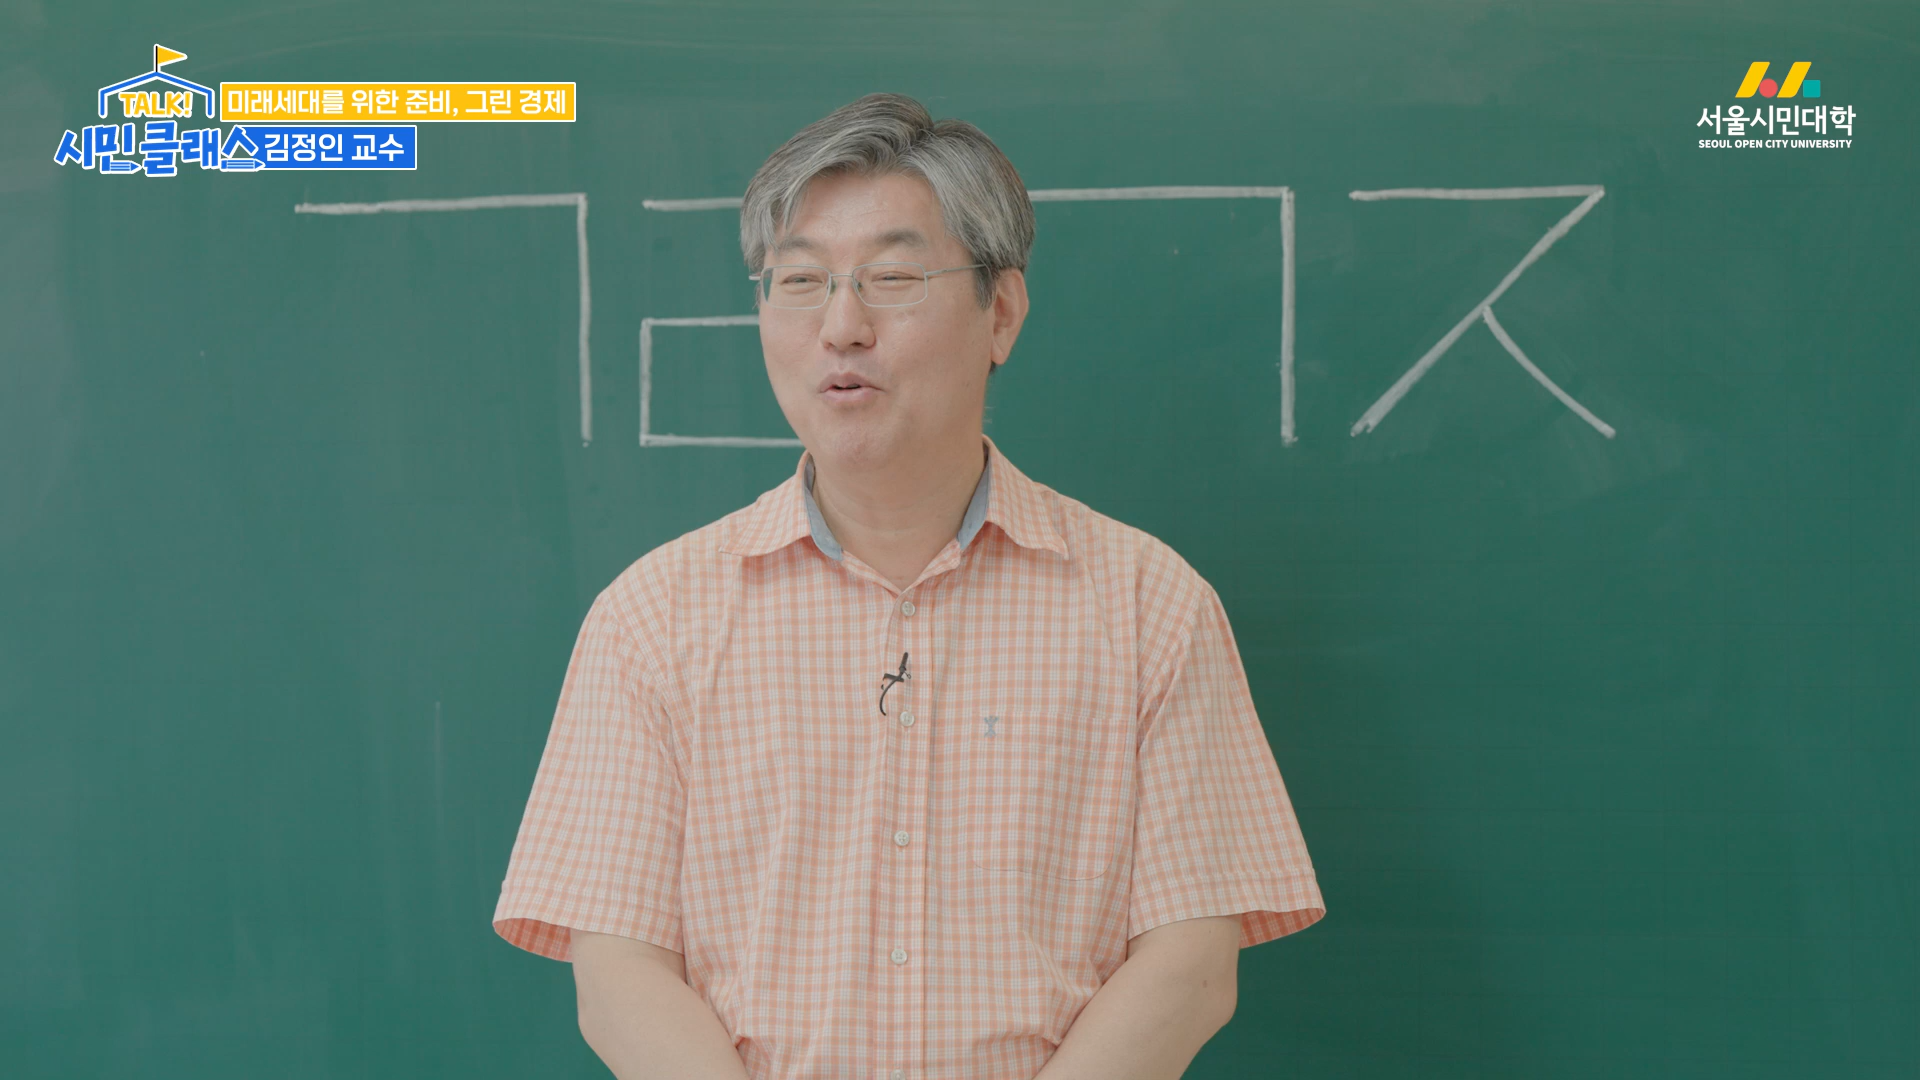 TALK!
시민 클래스
미래세대를 위한 준비, 그린 경제
김정인 교수
서울시민대학
SEOUL OPEN CITY UNIVERSITY
ㄱ ㄹ ㄱ ㅈ